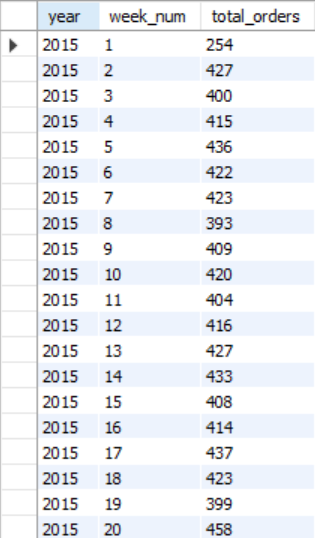 year week_num total_orders
2015 1 254
2015 2 427
2015 3 400
2015 4 415
2015 5 436
2015 6 422
2015 7 423
2015 8 393
2015 9 409
2015 10 420
2015 11 404
2015 12 416
2015 13 427
2015 14 433
2015 15 408
2015 16 414
2015 17 437
2015 18 423
2015 19 399
2015 20 458